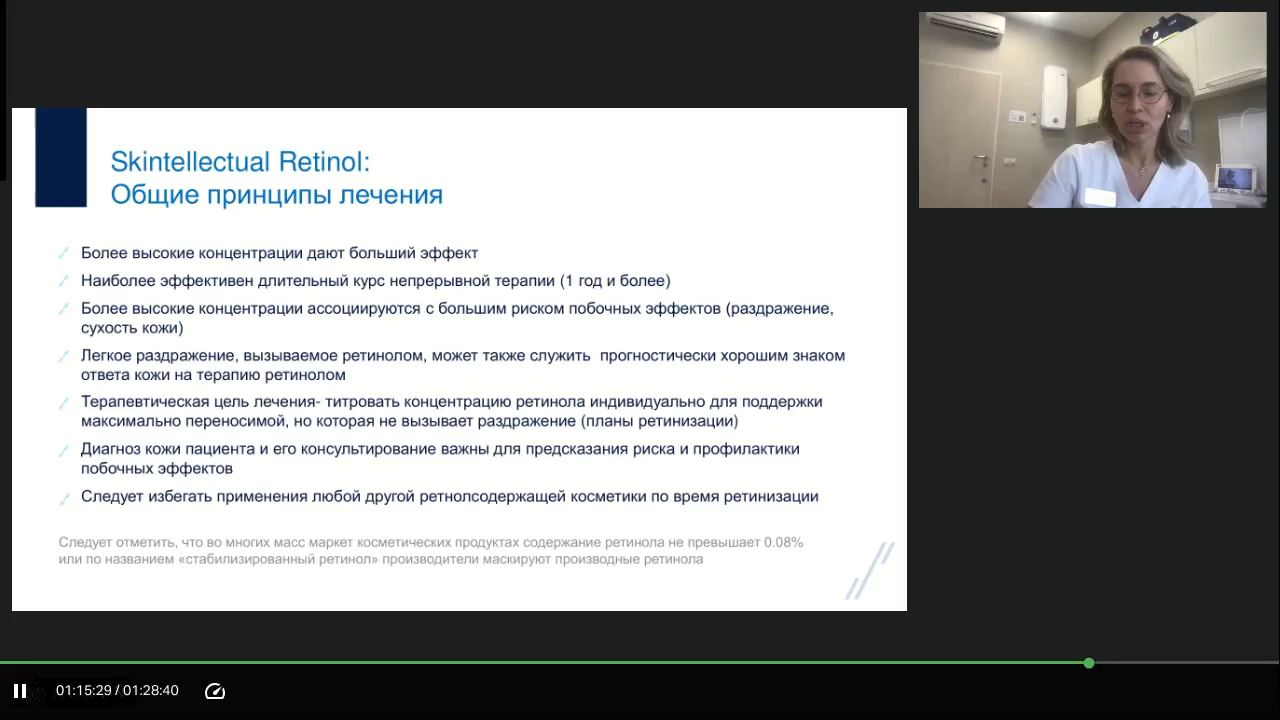 Skintellectual Retinol:
Общие принципы лечения
Более высокие концентрации дают больший эффект
Наиболее эффективен длительный курс непрерывной терапии (1 год и более)
Более высокие концентрации ассоциируются с большим риском побочных эффектов (раздражение,
сухость кожи)
Легкое раздражение, вызываемое ретинолом, может также служить  прогностически хорошим знаком
ответа кожи на терапию ретинолом
Терапевтическая цель лечения- титровать концентрацию ретинола индивидуально для поддержки
максимально переносимой, но которая не вызывает раздражение (планы ретинизации)
Диагноз кожи пациента и его консультирование важны для предсказания риска и профилактики
побочных эффектов
Следует избегать применения любой другой ретнолсодержащей косметики по время ретинизации
Следует отметить, что во многих масс маркет косметических продуктах содержание ретинола не превышает 0.08%
или по названием «стабилизированный ретинол» производители маскируют производные ретинола
01:15:29 / 01:28:40